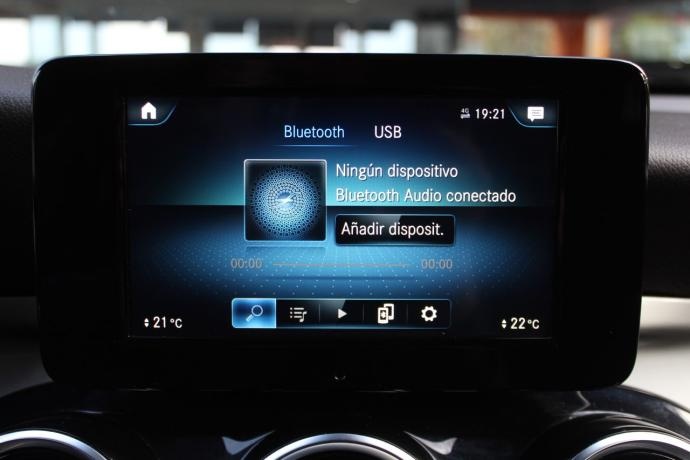 4G 19:21
Bluetooth USB
Ningún dispositivo
Bluetooth Audio conectado
Añadir disposit.
00:00 00:00
21°C 22°C